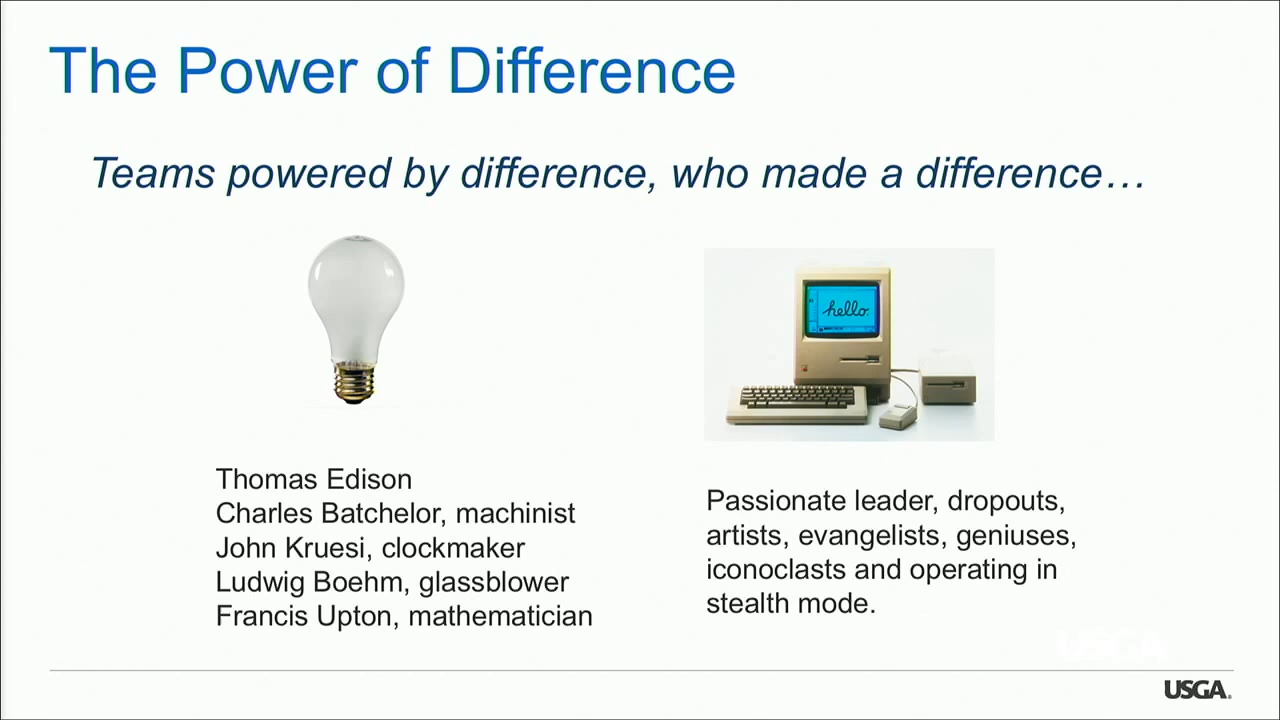 The Power of Difference
Teams powered by difference, who made a difference…
hello.
Thomas Edison
Charles Batchelor, machinist
John Kruesi, clockmaker
Ludwig Boehm, glassblower
Francis Upton, mathematician
Passionate leader, dropouts,
artists, evangelists, geniuses,
iconoclasts and operating in
stealth mode.
USGA
USGA®